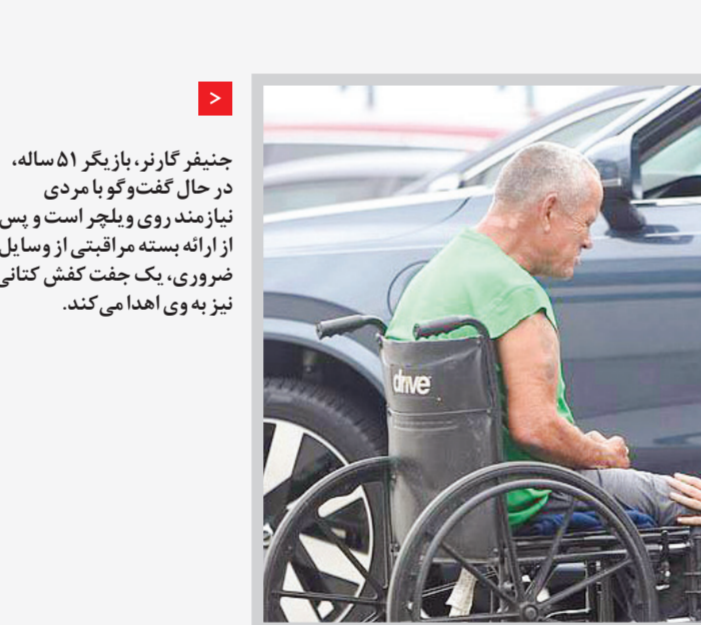 جنیفر گارنر، بازیگر ۵۱ ساله،
در حال گفت‌وگو با مردی
نیازمند روی ویلچر است و پس
از ارائه بسته مراقبتی از وسایل
ضروری، یک جفت کفش کتانی
نیز به وی اهدا می‌کند.
drive